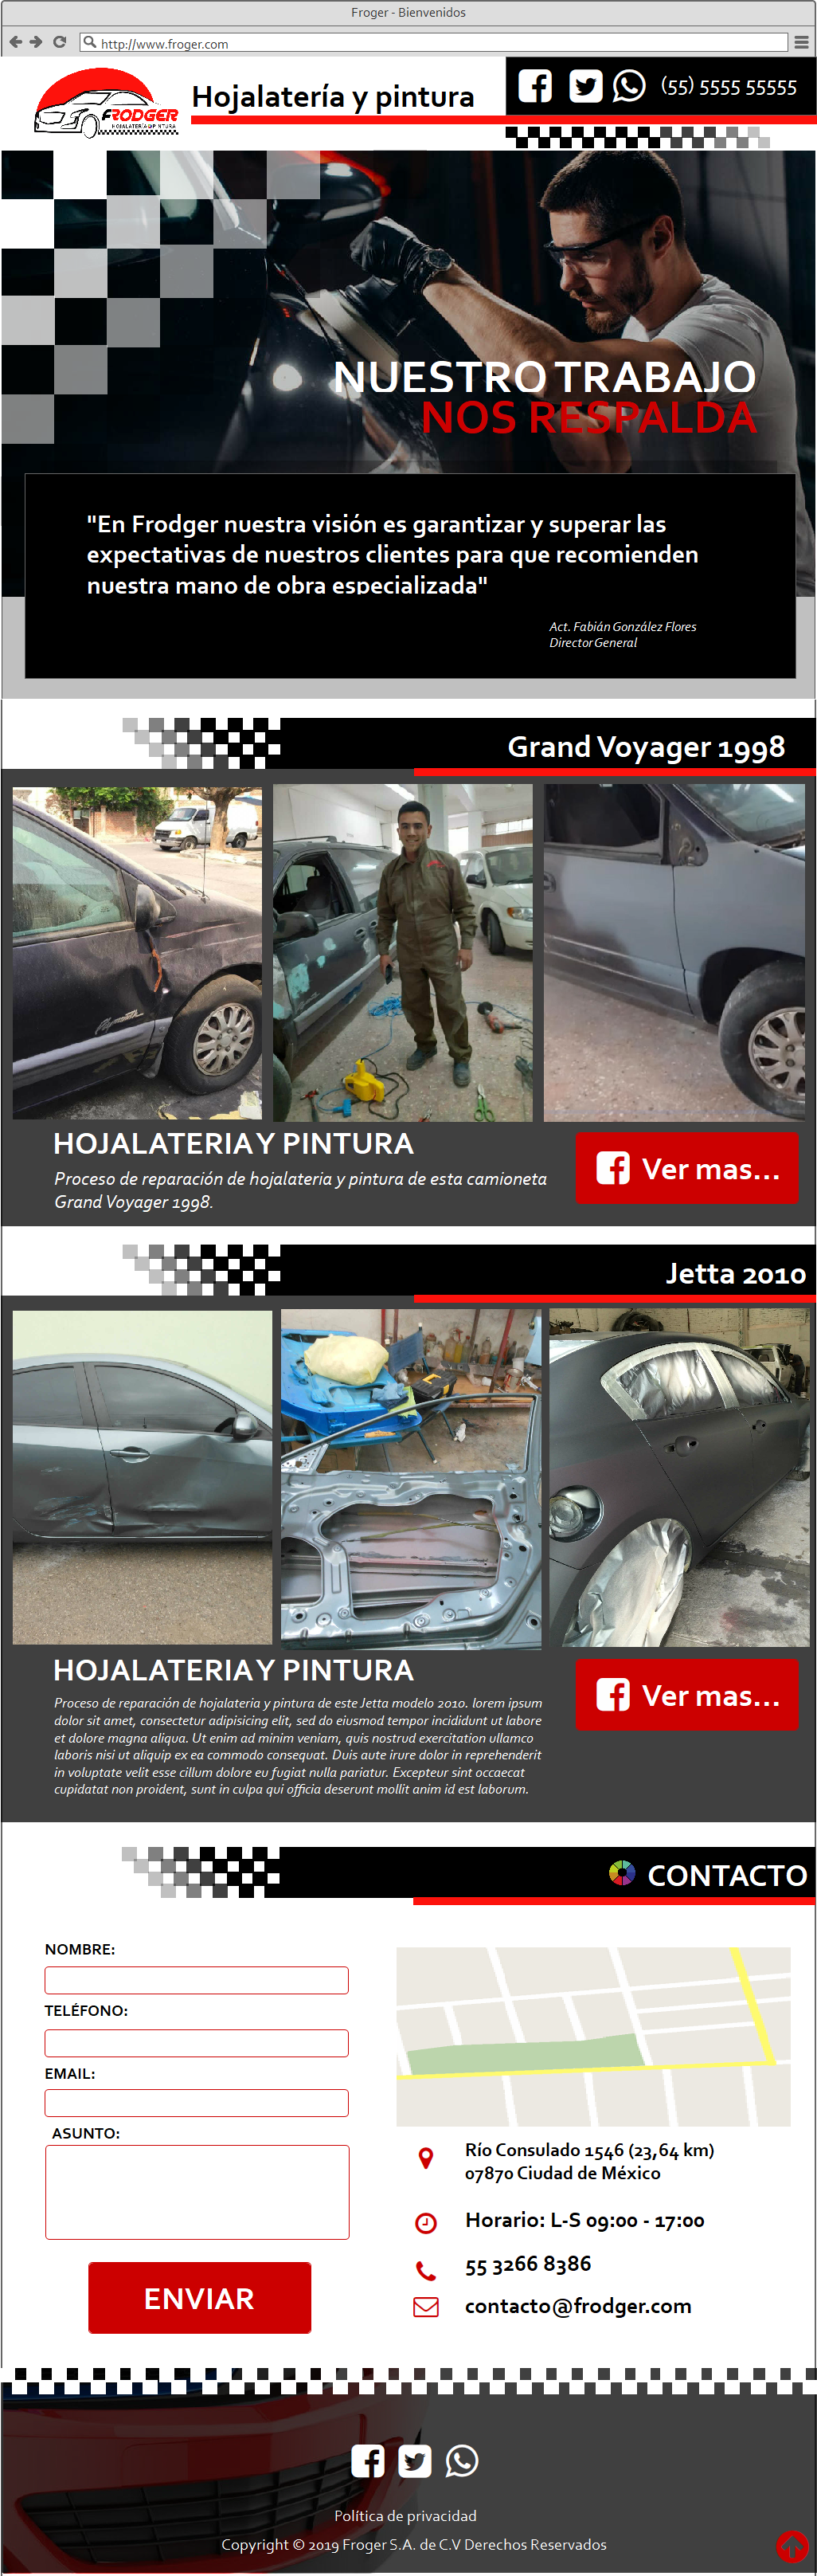 Froger - Bienvenidos
http://www.froger.com
FRODGER
HOJALATERÍA & PINTURA
Hojalatería y pintura
(55) 5555 55555
NUESTRO TRABAJO
NOS RESPALDA
"En Frodger nuestra visión es garantizar y superar las
expectativas de nuestros clientes para que recomienden
nuestra mano de obra especializada"
Act. Fabián González Flores
Director General
Grand Voyager 1998
Plymouth
HOJALATERIA Y PINTURA
Proceso de reparación de hojalateria y pintura de esta camioneta
Grand Voyager 1998.
Ver mas...
Jetta 2010
HOJALATERIA Y PINTURA
Proceso de reparación de hojalateria y pintura de este Jetta modelo 2010. lorem ipsum
dolor sit amet, consectetur adipisicing elit, sed do eiusmod tempor incididunt ut labore
et dolore magna aliqua. Ut enim ad minim veniam, quis nostrud exercitation ullamco
laboris nisi ut aliquip ex ea commodo consequat. Duis aute irure dolor in reprehenderit
in voluptate velit esse cillum dolore eu fugiat nulla pariatur. Excepteur sint occaecat
cupidatat non proident, sunt in culpa qui officia deserunt mollit anim id est laborum.
Ver mas...
CONTACTO
NOMBRE:
TELÉFONO:
EMAIL:
ASUNTO:
ENVIAR
Río Consulado 1546 (23,64 km)
07870 Ciudad de México
Horario: L-S 09:00 - 17:00
55 3266 8386
contacto@frodger.com
Política de privacidad
Copyright © 2019 Froger S.A. de C.V Derechos Reservados